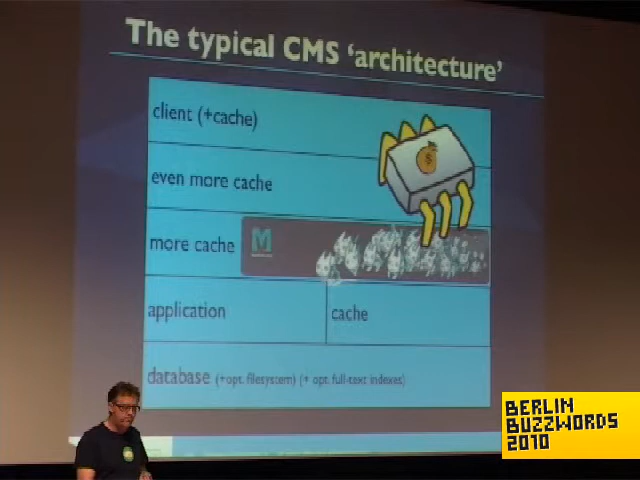 The typical CMS 'architecture'
client (+cache)
even more cache
more cache
M
application
cache
database (+opt. filesystem) (+ opt. full-text indexes)
BERLIN
BUZZWORDS
2010